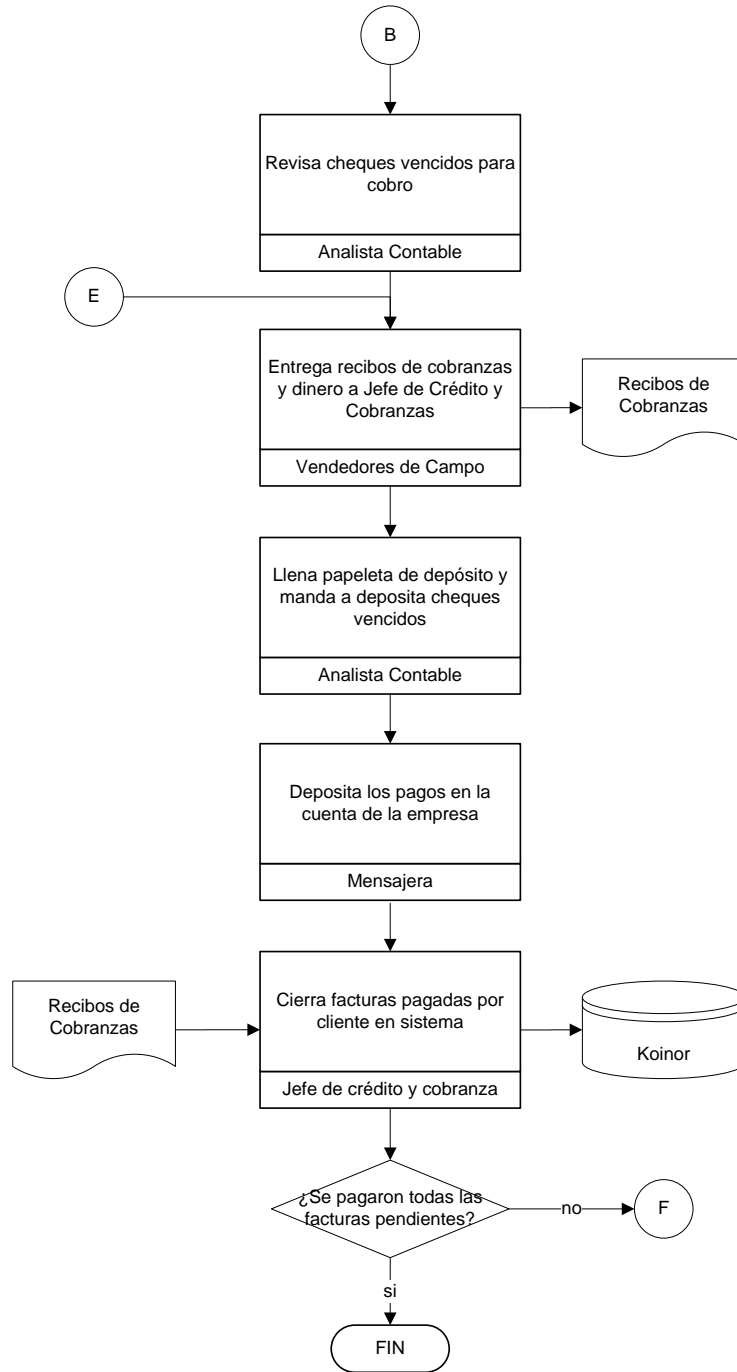 B
Revisa cheques vencidos para
cobro
Analista Contable
E
Entrega recibos de cobranzas
y dinero a Jefe de Crédito y
Cobranzas
Vendedores de Campo
Recibos de
Cobranzas
Llena papeleta de depósito y
manda a deposita cheques
vencidos
Analista Contable
Deposita los pagos en la
cuenta de la empresa
Mensajera
Recibos de
Cobranzas
Cierra facturas pagadas por
cliente en sistema
Jefe de crédito y cobranza
Koinor
¿Se pagaron todas las
facturas pendientes?
no
F
si
FIN